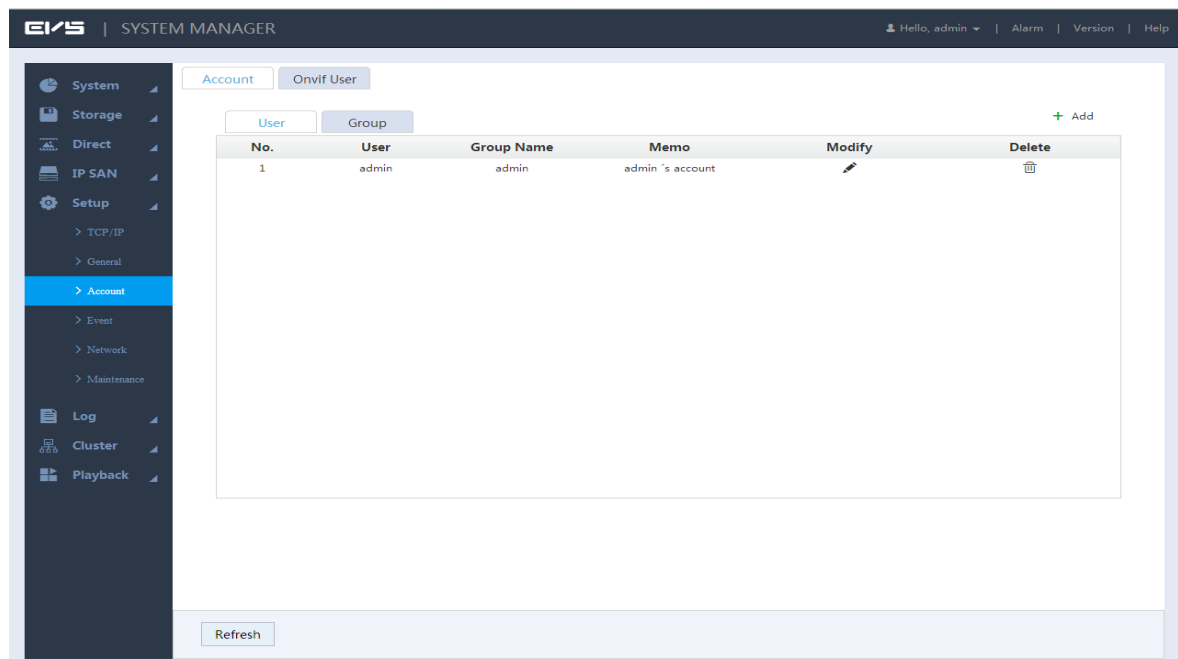 EVS | SYSTEM MANAGER
Hello, admin | Alarm | Version | Help
System
Storage
Direct
IP SAN
Setup
> TCP/IP
> General
> Account
> Event
> Network
> Maintenance
Log
Cluster
Playback
Account Onvif User
User Group
+ Add
No. User Group Name Memo Modify Delete
1 admin admin admin ´s account
Refresh